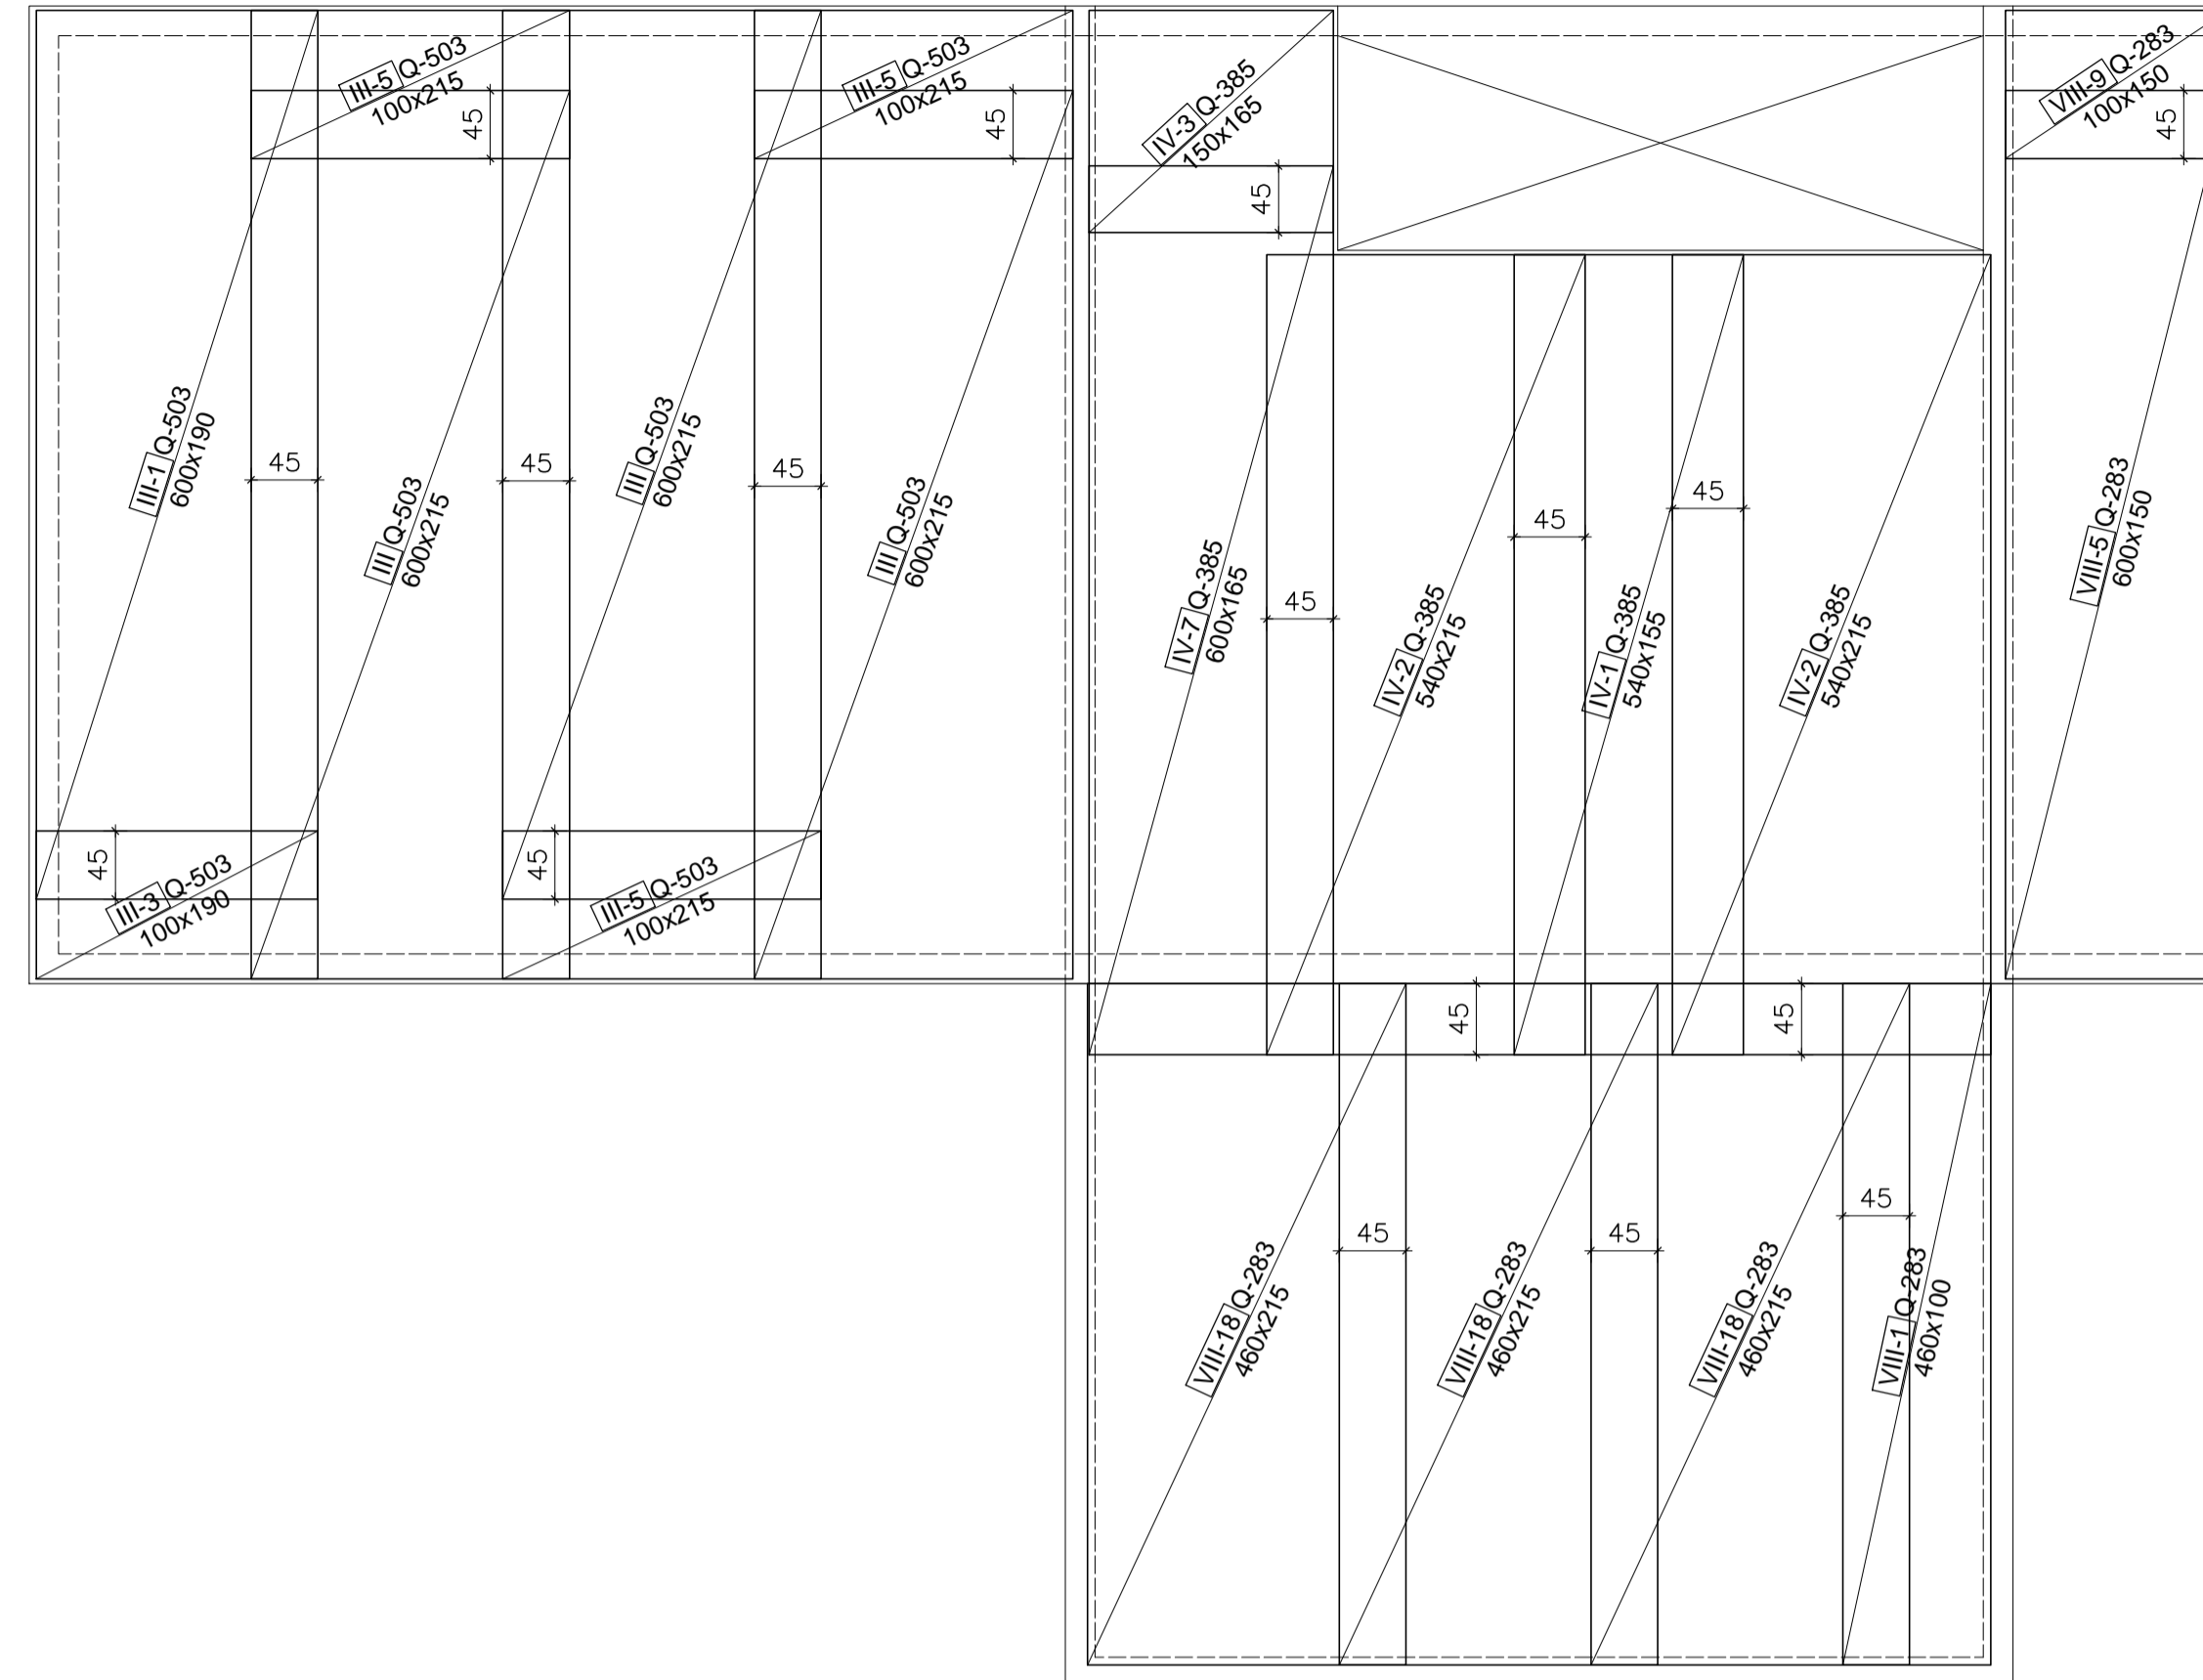 III-5 Q-503
100x215
45
III-5 Q-503
100x215
45
IV-3 Q-385
150x165
45
VIII-9 Q-283
100x150
45
III-1 Q-503
600x190
45
III Q-503
600x215
45
III Q-503
600x215
45
III Q-503
600x215
IV-7 Q-385
600x165
45
IV-2 Q-385
540x215
45
IV-1 Q-385
540x155
45
IV-2 Q-385
540x215
VIII-5 Q-283
600x150
45
III-3 Q-503
100x190
45
III-5 Q-503
100x215
45
45
VIII-18 Q-283
460x215
45
VIII-18 Q-283
460x215
45
VIII-18 Q-283
460x215
45
VIII-1 Q-283
460x100